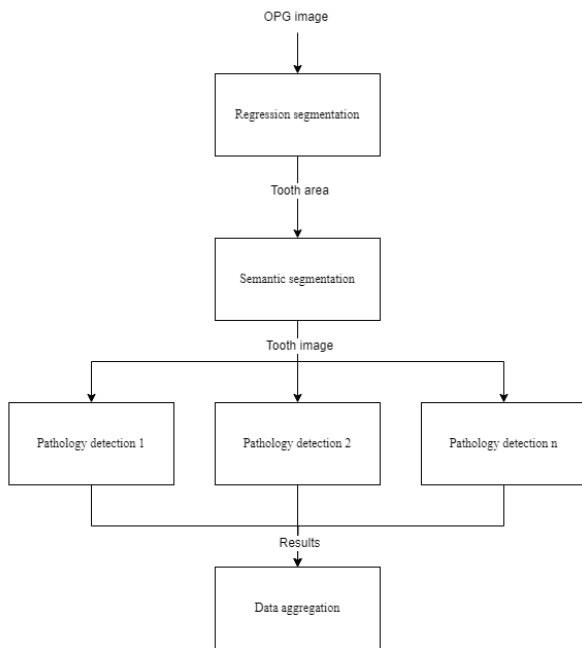 OPG image
Regression segmentation
Tooth area
Semantic segmentation
Tooth image
Pathology detection 1
Pathology detection 2
Pathology detection n
Results
Data aggregation